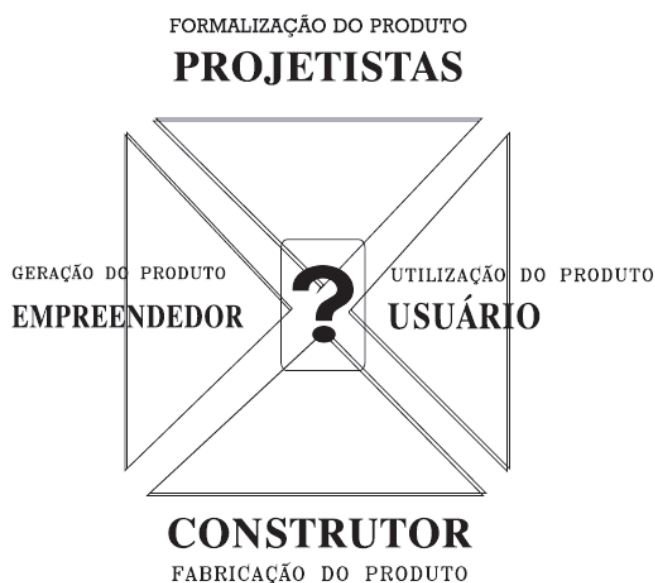 FORMALIZAÇÃO DO PRODUTO
PROJETISTAS
GERAÇÃO DO PRODUTO
EMPREENDEDOR
?
UTILIZAÇÃO DO PRODUTO
USUÁRIO
CONSTRUTOR
FABRICAÇÃO DO PRODUTO